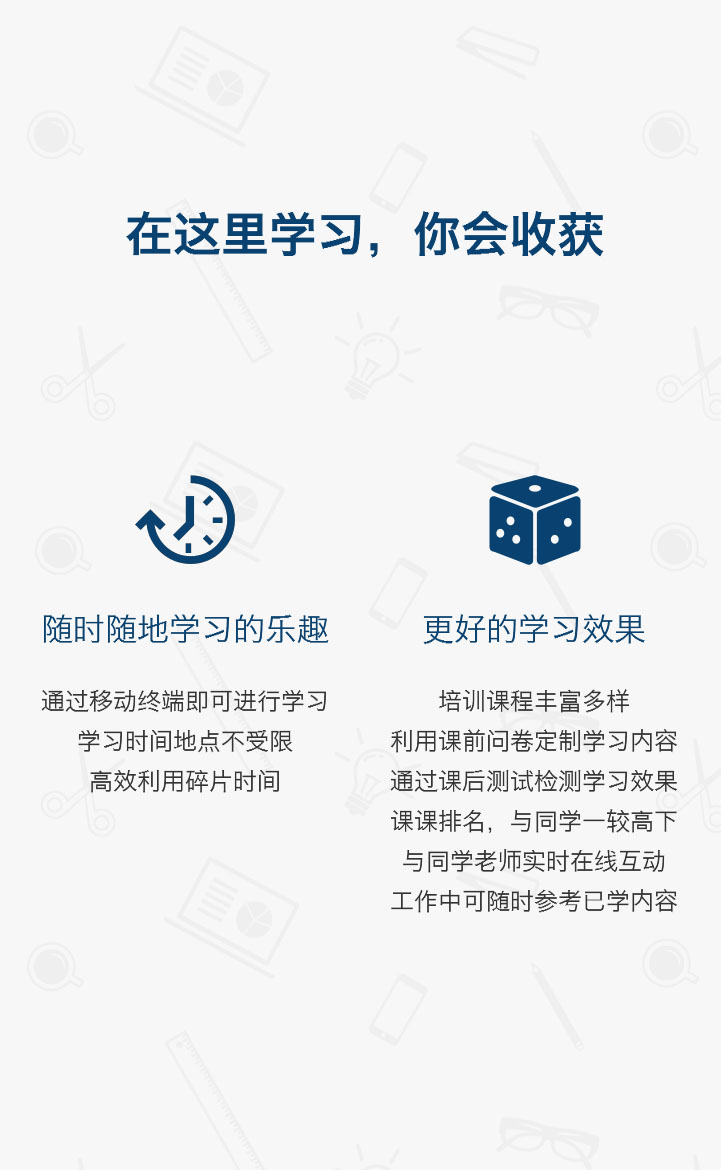 在这里学习，你会收获
随时随地学习的乐趣
通过移动终端即可进行学习
学习时间地点不受限
高效利用碎片时间
更好的学习效果
培训课程丰富多样
利用课前问卷定制学习内容
通过课后测试检测学习效果
课课排名，与同学一较高下
与同学老师实时在线互动
工作中可随时参考已学内容